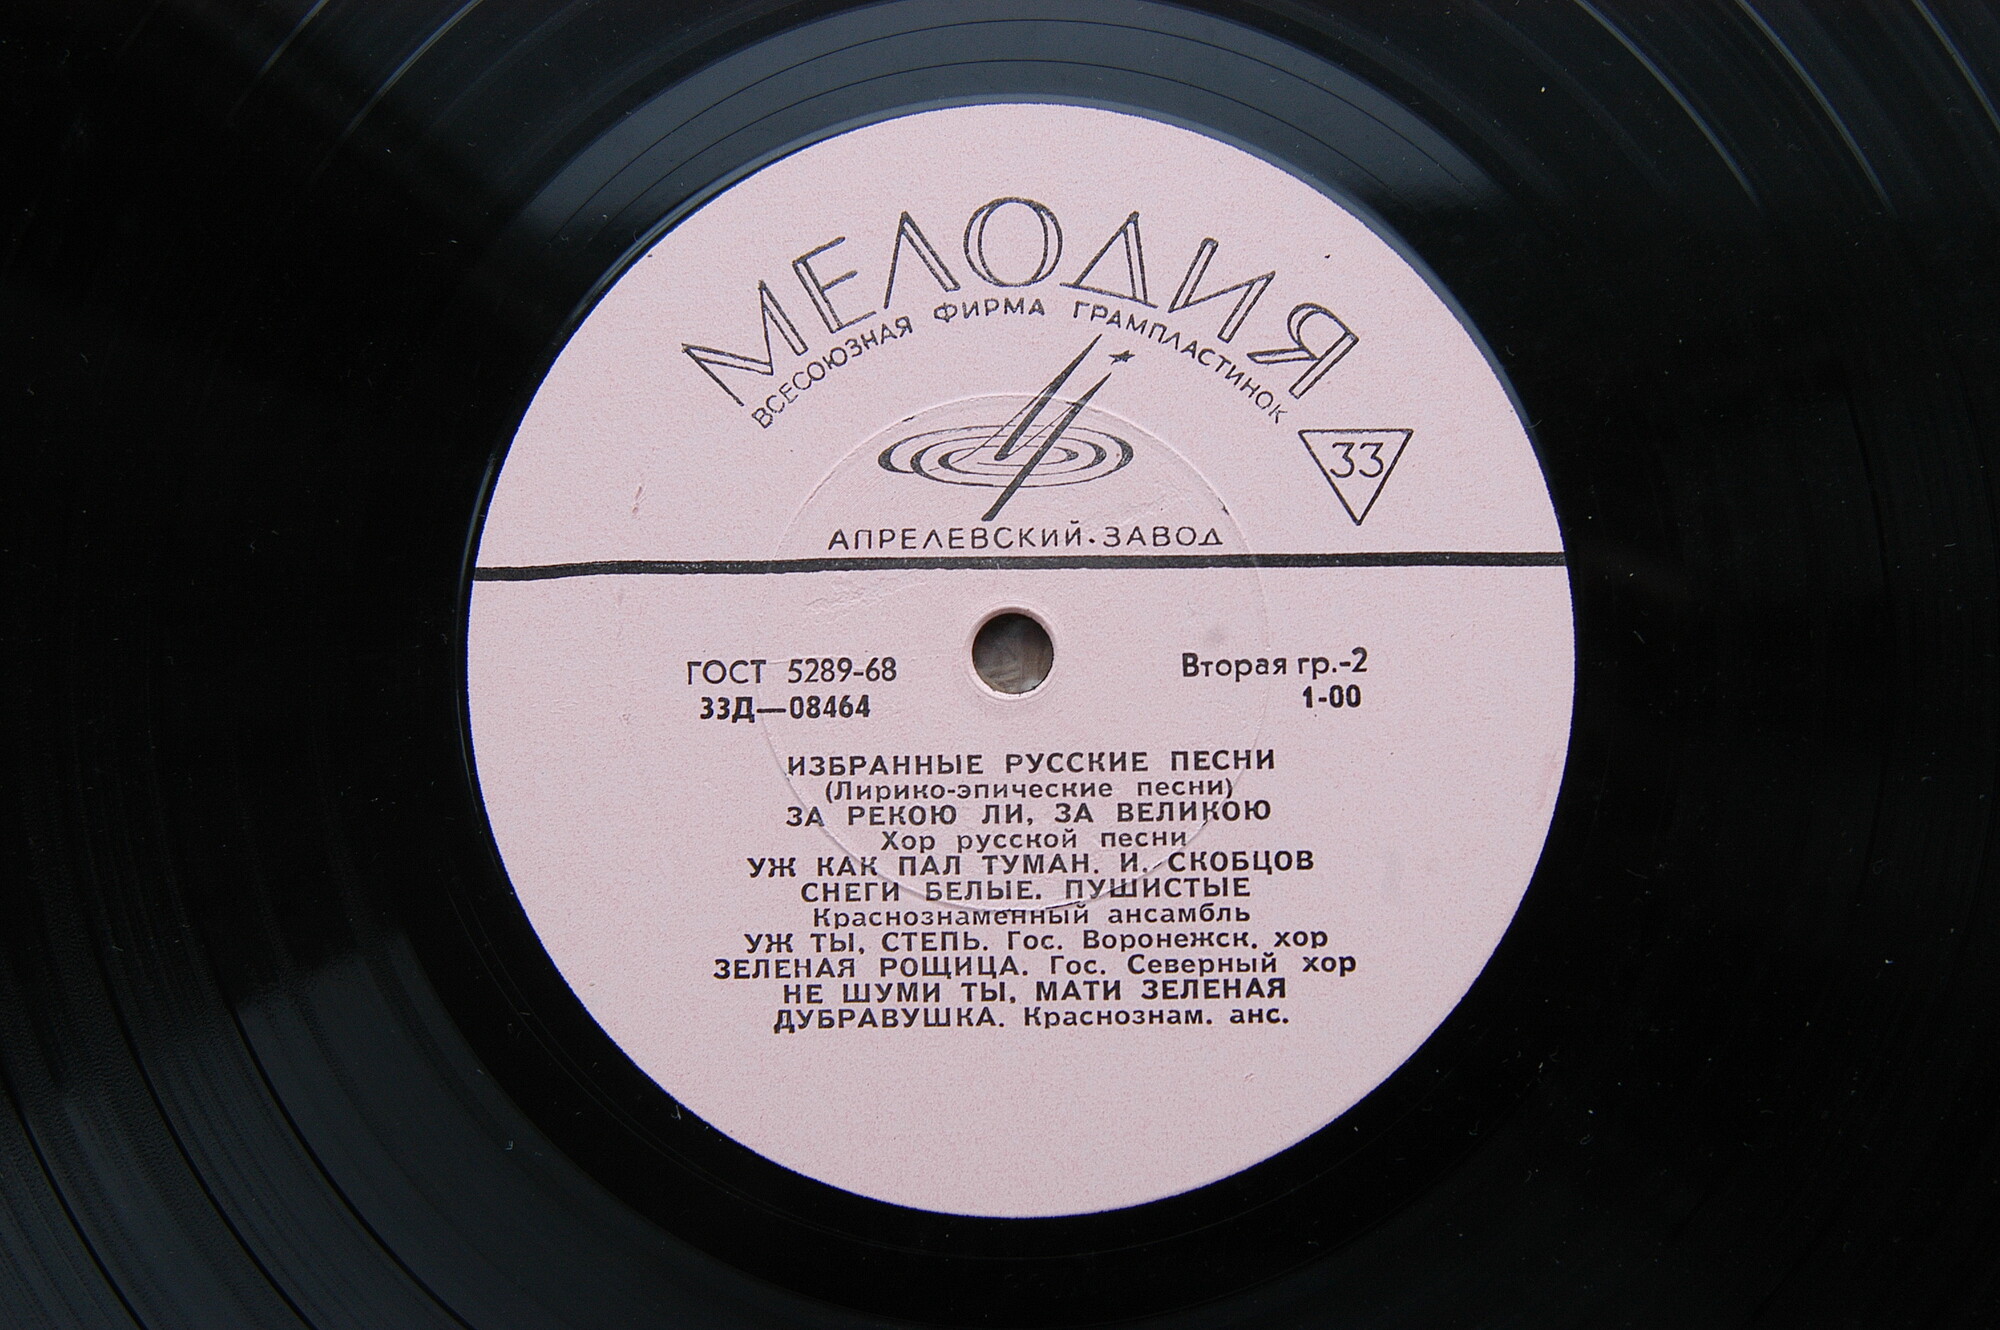 МЕЛОДИЯ
ВСЕСОЮЗНАЯ ФИРМА ГРАМПЛАСТИНОК
33
АПРЕЛЕВСКИЙ·ЗАВОД
ГОСТ 5289-68
33Д—08464
Вторая гр.-2
1-00
ИЗБРАННЫЕ РУССКИЕ ПЕСНИ
(Лирико-эпические песни)
ЗА РЕКОЮ ЛИ, ЗА ВЕЛИКОЮ
Хор русской песни
УЖ КАК ПАЛ ТУМАН. И. СКОБЦОВ
СНЕГИ БЕЛЫЕ. ПУШИСТЫЕ
Краснознаменный ансамбль
УЖ ТЫ, СТЕПЬ. Гос. Воронежск. хор
ЗЕЛЕНАЯ РОЩИЦА. Гос. Северный хор
НЕ ШУМИ ТЫ, МАТИ ЗЕЛЕНАЯ
ДУБРАВУШКА. Краснознам. анс.